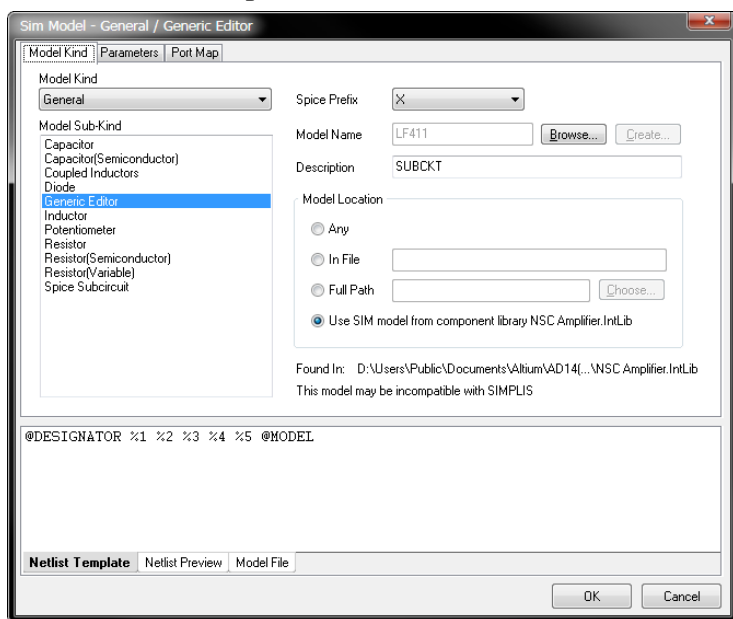 Sim Model - General / Generic Editor
Model Kind Parameters Port Map
Model Kind
General
Spice Prefix X
Model Sub-Kind
Capacitor
Capacitor(Semiconductor)
Coupled Inductors
Diode
Generic Editor
Inductor
Potentiometer
Resistor
Resistor(Semiconductor)
Resistor(Variable)
Spice Subcircuit
Model Name LF411 Browse... Create...
Description SUBCKT
Model Location
Any
In File
Full Path Choose...
Use SIM model from component library NSC Amplifier.IntLib
Found In: D:\Users\Public\Documents\Altium\AD14(...\NSC Amplifier.IntLib
This model may be incompatible with SIMPLIS
@DESIGNATOR %1 %2 %3 %4 %5 @MODEL
Netlist Template Netlist Preview Model File
OK Cancel